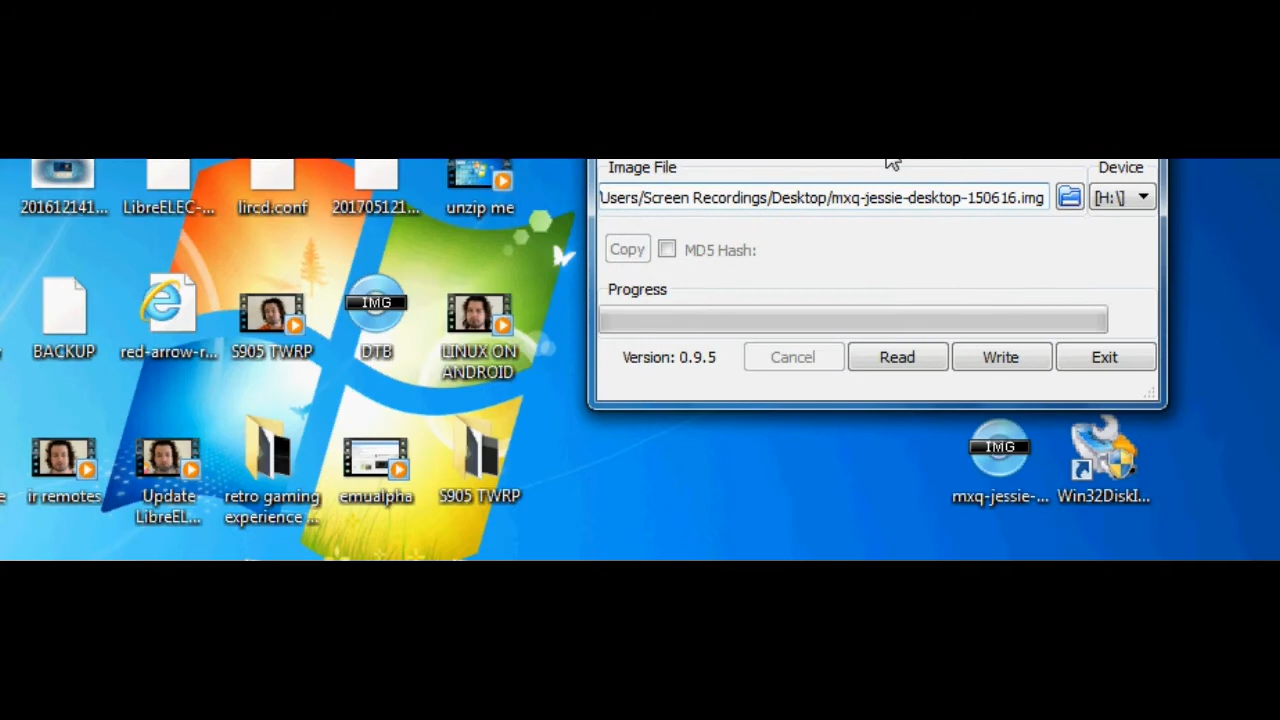 Image File
Device
Users/Screen Recordings/Desktop/mxq-jessie-desktop-150616.img
[H:\]
201612141...
LibreELEC-...
lircd.conf
201705121...
unzip me
Copy
MD5 Hash:
Progress
IMG
BACKUP
red-arrow-r...
S905 TWRP
DTB
LINUX ON
ANDROID
Version: 0.9.5
Cancel
Read
Write
Exit
IMG
e
ir remotes
Update
LibreEL...
retro gaming
experience ...
emualpha
S905 TWRP
mxq-jessie-...
Win32DiskI...